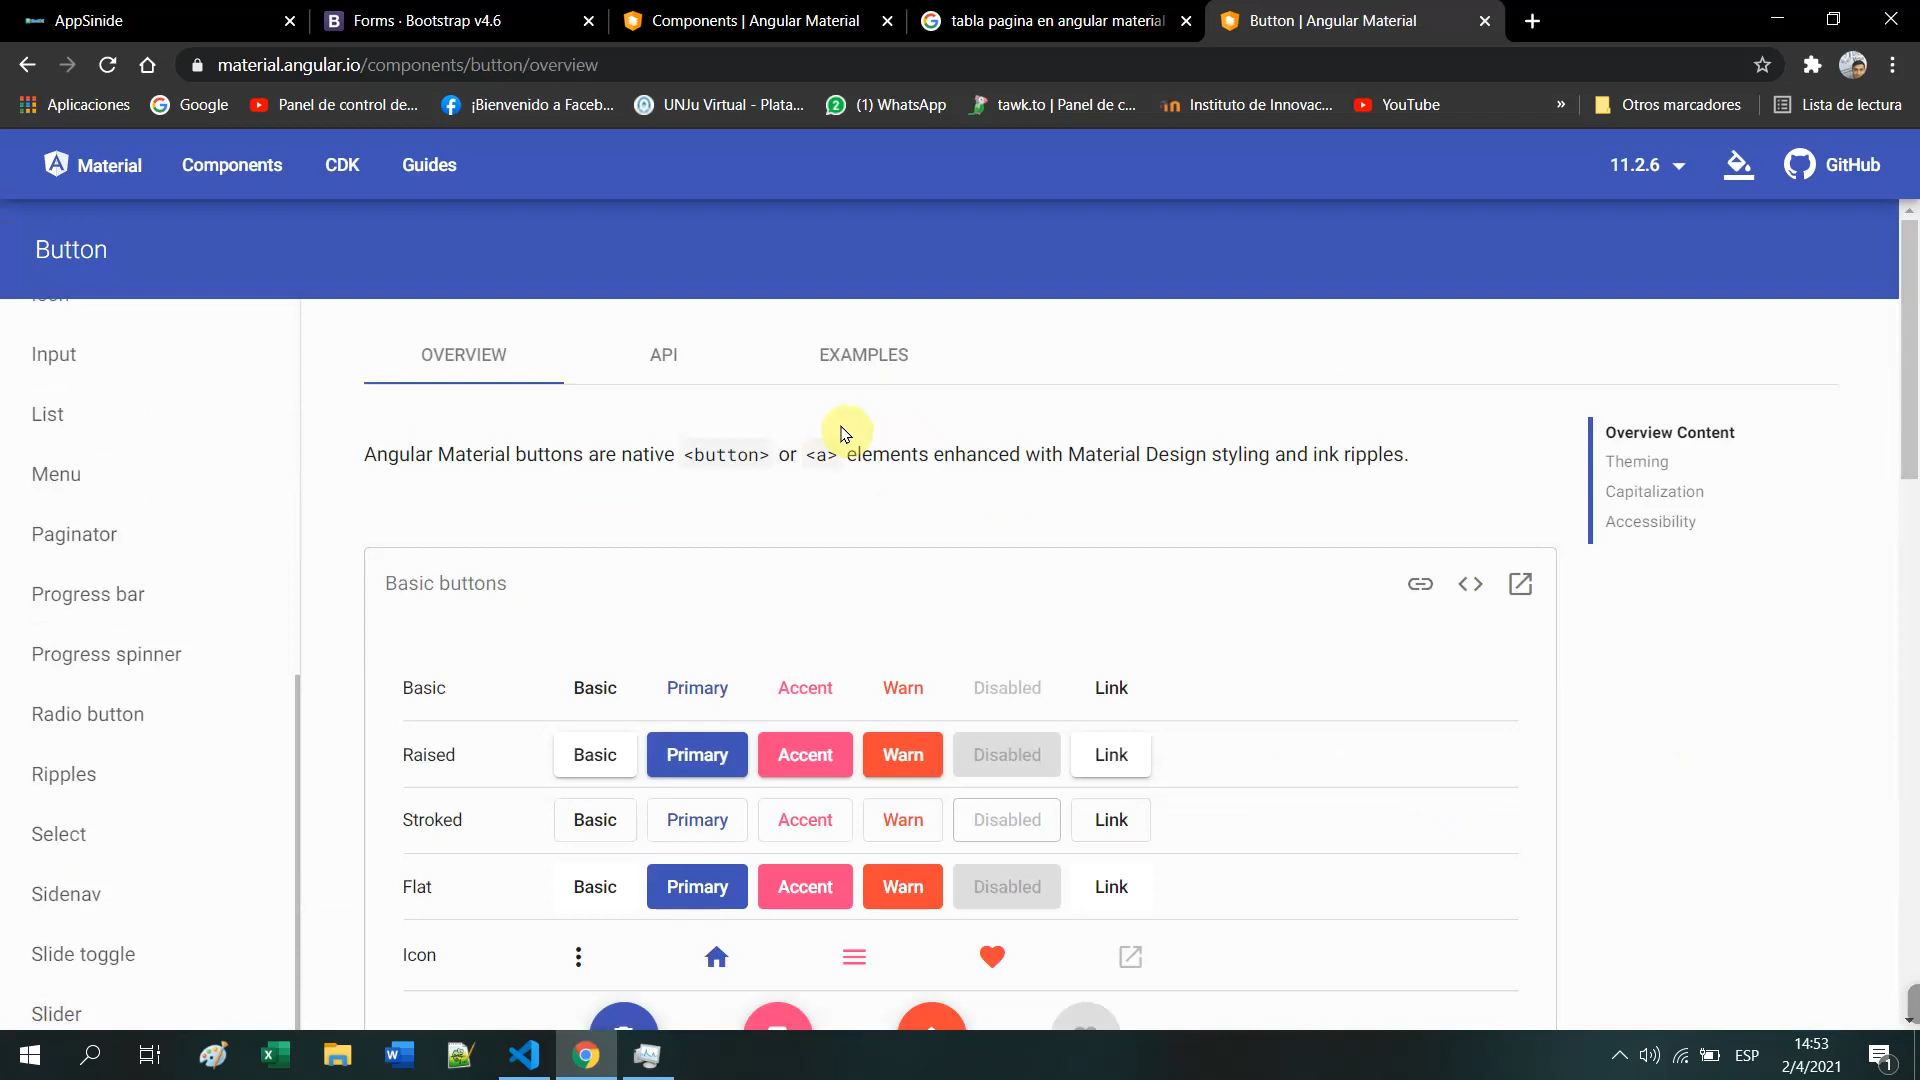 AppSinide
Forms · Bootstrap v4.6
Components | Angular Material
tabla pagina en angular material
Button | Angular Material
material.angular.io/components/button/overview
Aplicaciones
Google
Panel de control de...
¡Bienvenido a Faceb...
UNJu Virtual - Plata...
(1) WhatsApp
tawk.to | Panel de c...
Instituto de Innovac...
YouTube
»
Otros marcadores
Lista de lectura
Material
Components
CDK
Guides
11.2.6
GitHub
Button
Input
List
Menu
Paginator
Progress bar
Progress spinner
Radio button
Ripples
Select
Sidenav
Slide toggle
Slider
OVERVIEW
API
EXAMPLES
Angular Material buttons are native <button> or <a> elements enhanced with Material Design styling and ink ripples.
Overview Content
Theming
Capitalization
Accessibility
Basic buttons
Basic Basic Primary Accent Warn Disabled Link
Raised Basic Primary Accent Warn Disabled Link
Stroked Basic Primary Accent Warn Disabled Link
Flat Basic Primary Accent Warn Disabled Link
Icon
ESP
14:53
2/4/2021
1